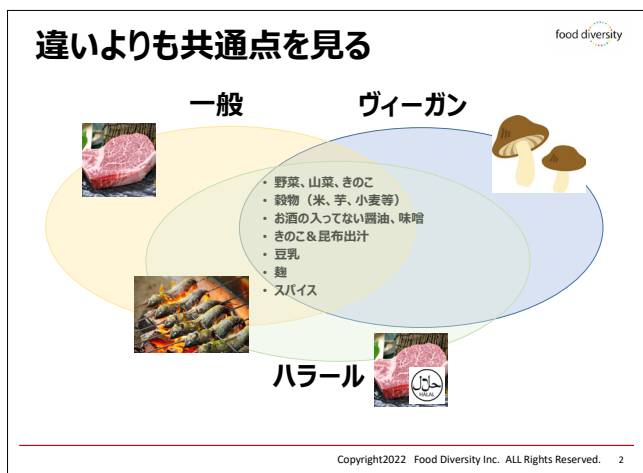 違いよりも共通点を見る
food diversity
一般
ヴィーガン
• 野菜、山菜、きのこ
• 穀物（米、芋、小麦等）
• お酒の入ってない醤油、味噌
• きのこ＆昆布出汁
• 豆乳
• 麹
• スパイス
ハラール
حلال
HALAL
Copyright2022 Food Diversity Inc. ALL Rights Reserved. 2